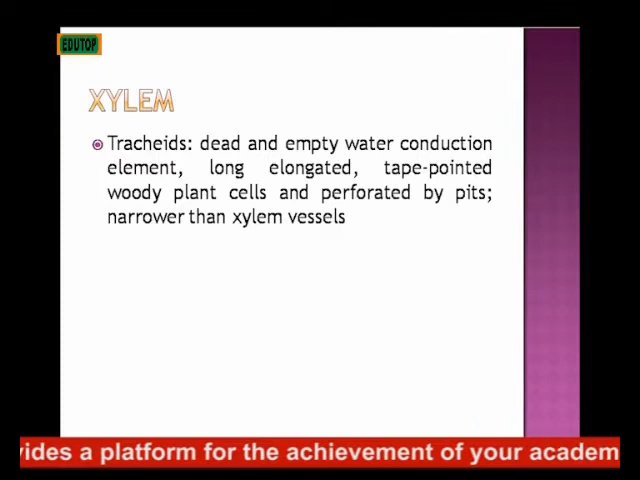 EDUTOP
XYLEM
Tracheids: dead and empty water conduction
element, long elongated, tape-pointed
woody plant cells and perforated by pits;
narrower than xylem vessels
vides a platform for the achievement of your academ